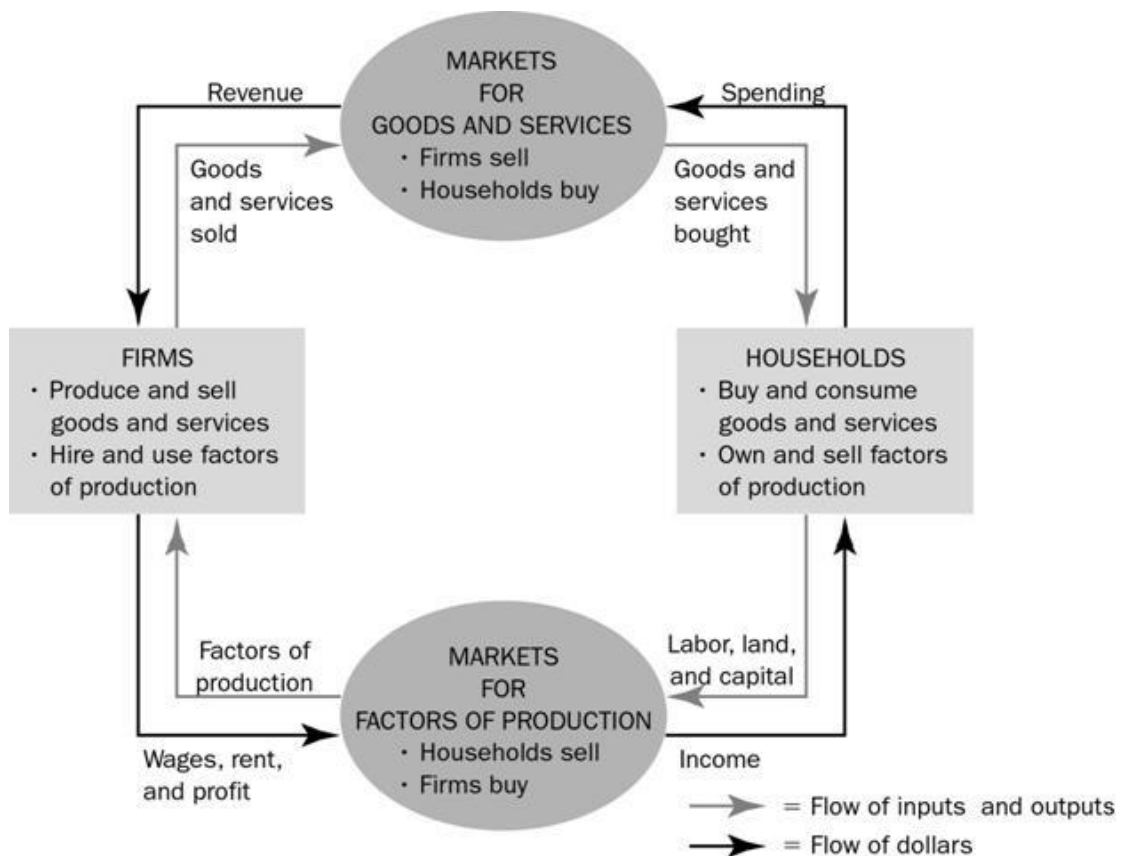 MARKETS
FOR
GOODS AND SERVICES
• Firms sell
• Households buy
Revenue
Spending
Goods
and services
sold
Goods and
services
bought
FIRMS
• Produce and sell
goods and services
• Hire and use factors
of production
HOUSEHOLDS
• Buy and consume
goods and services
• Own and sell factors
of production
Factors of
production
MARKETS
FOR
FACTORS OF PRODUCTION
• Households sell
• Firms buy
Labor, land,
and capital
Wages, rent,
and profit
Income
= Flow of inputs and outputs
= Flow of dollars